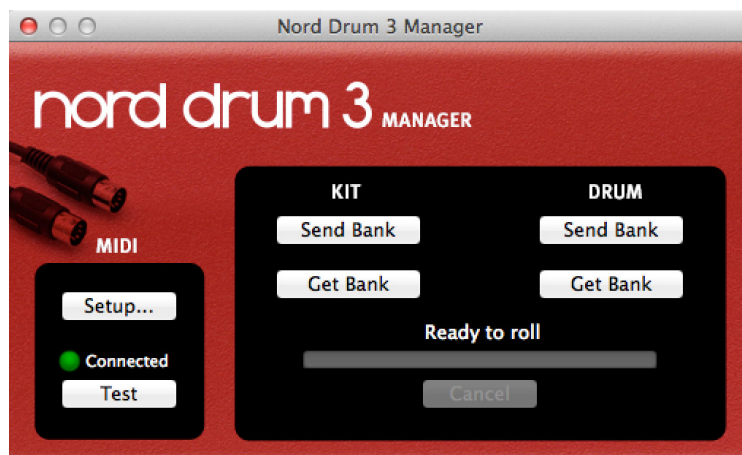 Nord Drum 3 Manager
nord drum 3 MANAGER
MIDI
Setup...
Connected
Test
KIT
DRUM
Send Bank
Send Bank
Get Bank
Get Bank
Ready to roll
Cancel